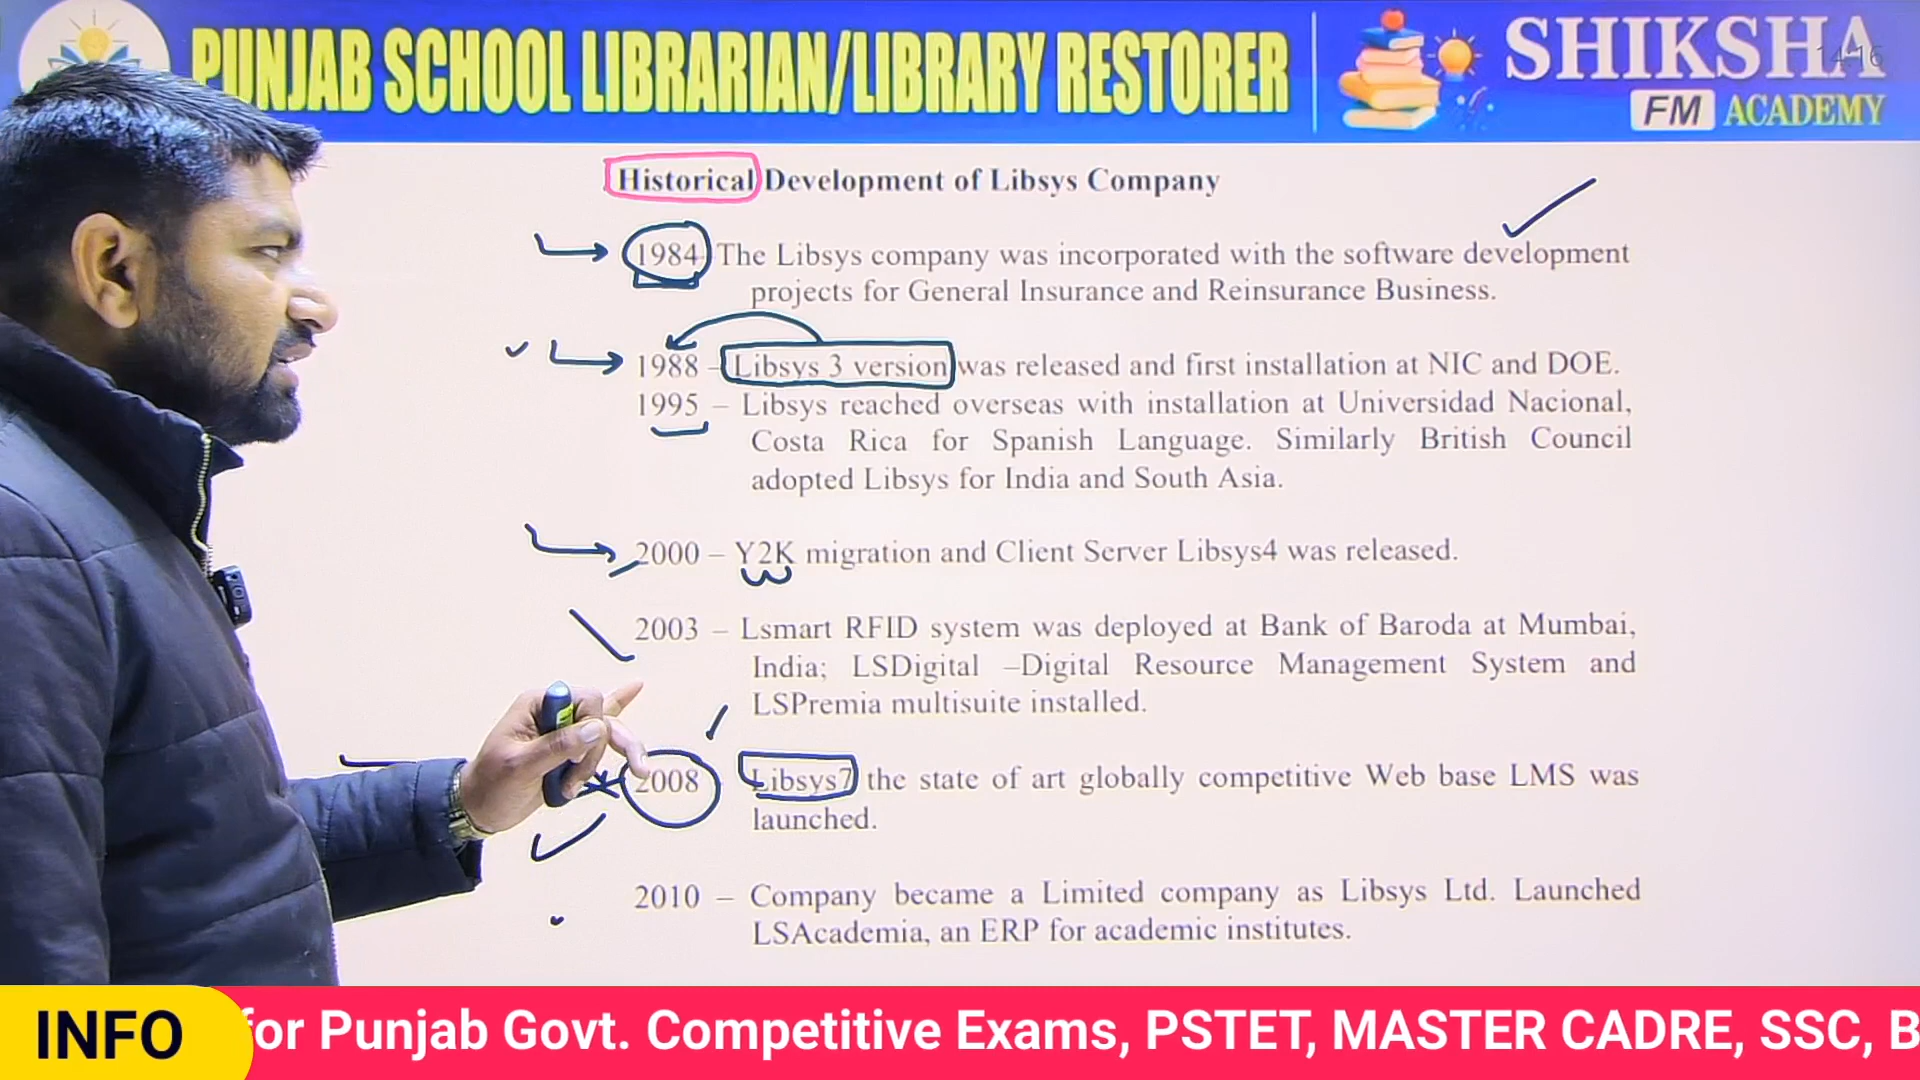 PUNJAB SCHOOL LIBRARIAN/LIBRARY RESTORER
SHIKSHA
14:16
FM ACADEMY
Historical Development of Libsys Company
1984 The Libsys company was incorporated with the software development
projects for General Insurance and Reinsurance Business.
1988 – Libsys 3 version was released and first installation at NIC and DOE.
1995 – Libsys reached overseas with installation at Universidad Nacional,
Costa Rica for Spanish Language. Similarly British Council
adopted Libsys for India and South Asia.
2000 – Y2K migration and Client Server Libsys4 was released.
2003 – Lsmart RFID system was deployed at Bank of Baroda at Mumbai,
India; LSDigital –Digital Resource Management System and
LSPremia multisuite installed.
2008 Libsys7 the state of art globally competitive Web base LMS was
launched.
2010 – Company became a Limited company as Libsys Ltd. Launched
LSAcademia, an ERP for academic institutes.
INFO for Punjab Govt. Competitive Exams, PSTET, MASTER CADRE, SSC, B